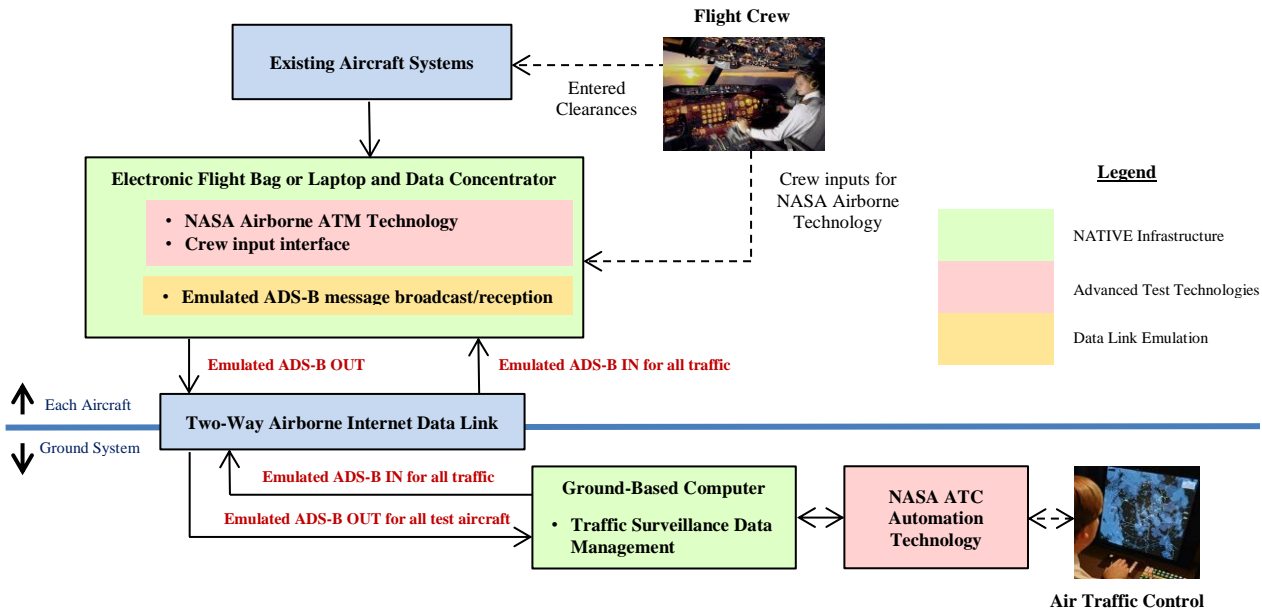 Flight Crew
Existing Aircraft Systems
Entered
Clearances
Electronic Flight Bag or Laptop and Data Concentrator
• NASA Airborne ATM Technology
• Crew input interface
• Emulated ADS-B message broadcast/reception
Crew inputs for
NASA Airborne
Technology
Legend
NATIVE Infrastructure
Advanced Test Technologies
Data Link Emulation
Emulated ADS-B OUT
Emulated ADS-B IN for all traffic
Each Aircraft
Two-Way Airborne Internet Data Link
Ground System
Emulated ADS-B IN for all traffic
Emulated ADS-B OUT for all test aircraft
Ground-Based Computer
• Traffic Surveillance Data
Management
NASA ATC
Automation
Technology
Air Traffic Control